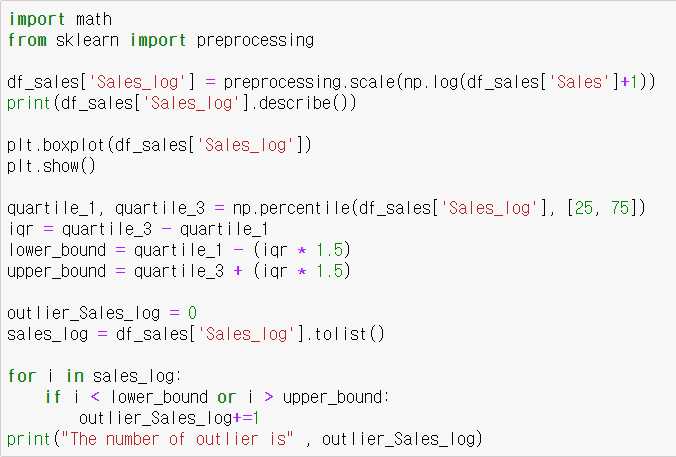 import math
from sklearn import preprocessing
df_sales['Sales_log'] = preprocessing.scale(np.log(df_sales['Sales']+1))
print(df_sales['Sales_log'].describe())
plt.boxplot(df_sales['Sales_log'])
plt.show()
quartile_1, quartile_3 = np.percentile(df_sales['Sales_log'], [25, 75])
iqr = quartile_3 - quartile_1
lower_bound = quartile_1 - (iqr * 1.5)
upper_bound = quartile_3 + (iqr * 1.5)
outlier_Sales_log = 0
sales_log = df_sales['Sales_log'].tolist()
for i in sales_log:
    if i < lower_bound or i > upper_bound:
        outlier_Sales_log+=1
print("The number of outlier is" , outlier_Sales_log)